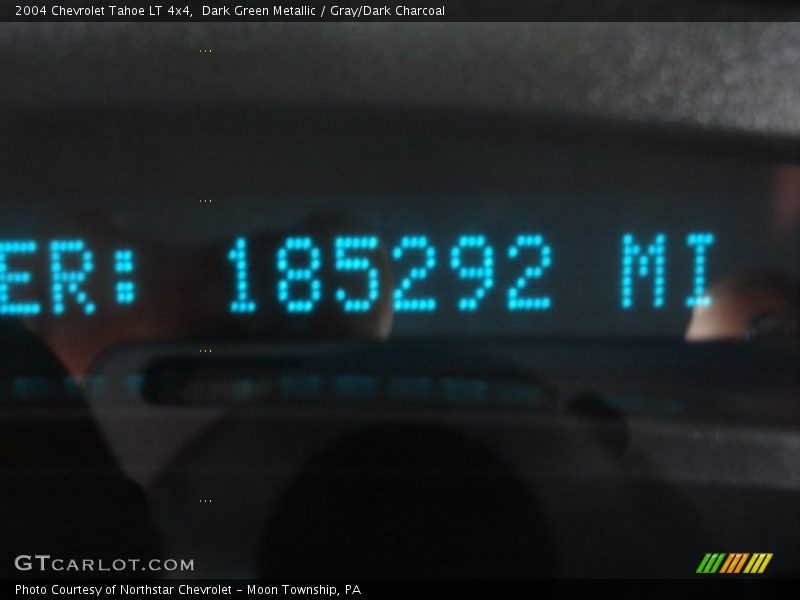 2004 Chevrolet Tahoe LT 4x4,  Dark Green Metallic / Gray/Dark Charcoal
ER: 185292 MI
GTCARLOT.COM
Photo Courtesy of Northstar Chevrolet - Moon Township, PA